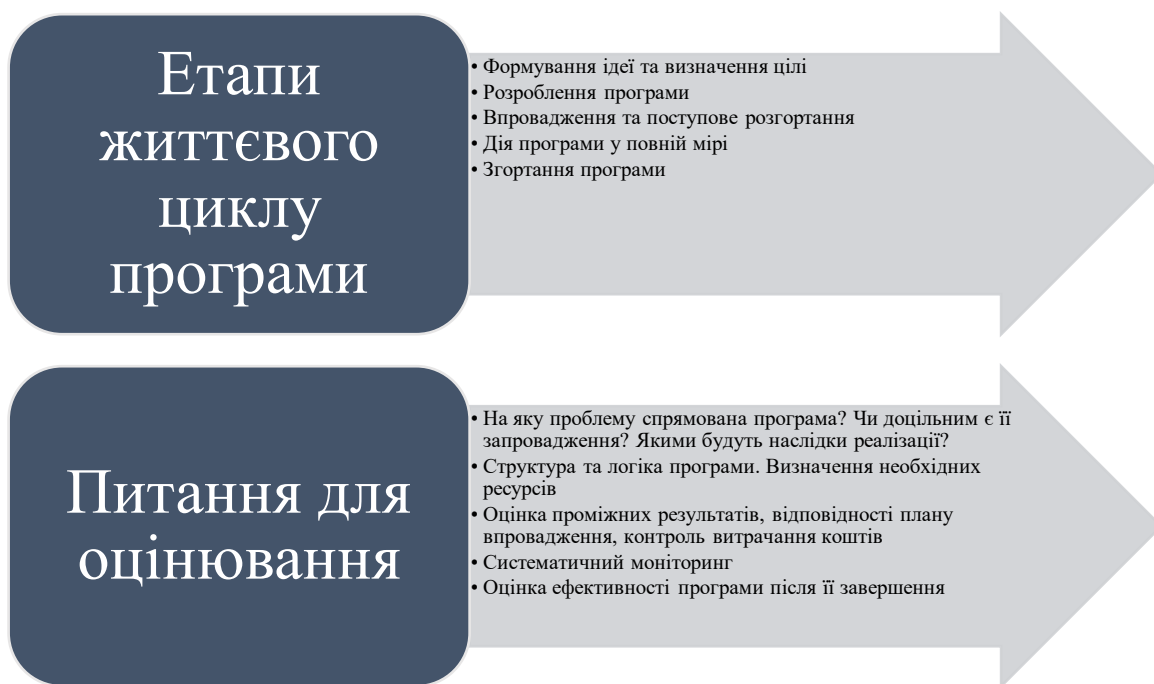 Етапи
життєвого
циклу
програми
• Формування ідеї та визначення цілі
• Розроблення програми
• Впровадження та поступове розгортання
• Дія програми у повній мірі
• Згортання програми
Питання для
оцінювання
• На яку проблему спрямована програма? Чи доцільним є її
запровадження? Якими будуть наслідки реалізації?
• Структура та логіка програми. Визначення необхідних
ресурсів
• Оцінка проміжних результатів, відповідності плану
впровадження, контроль витрачання коштів
• Систематичний моніторинг
• Оцінка ефективності програми після її завершення